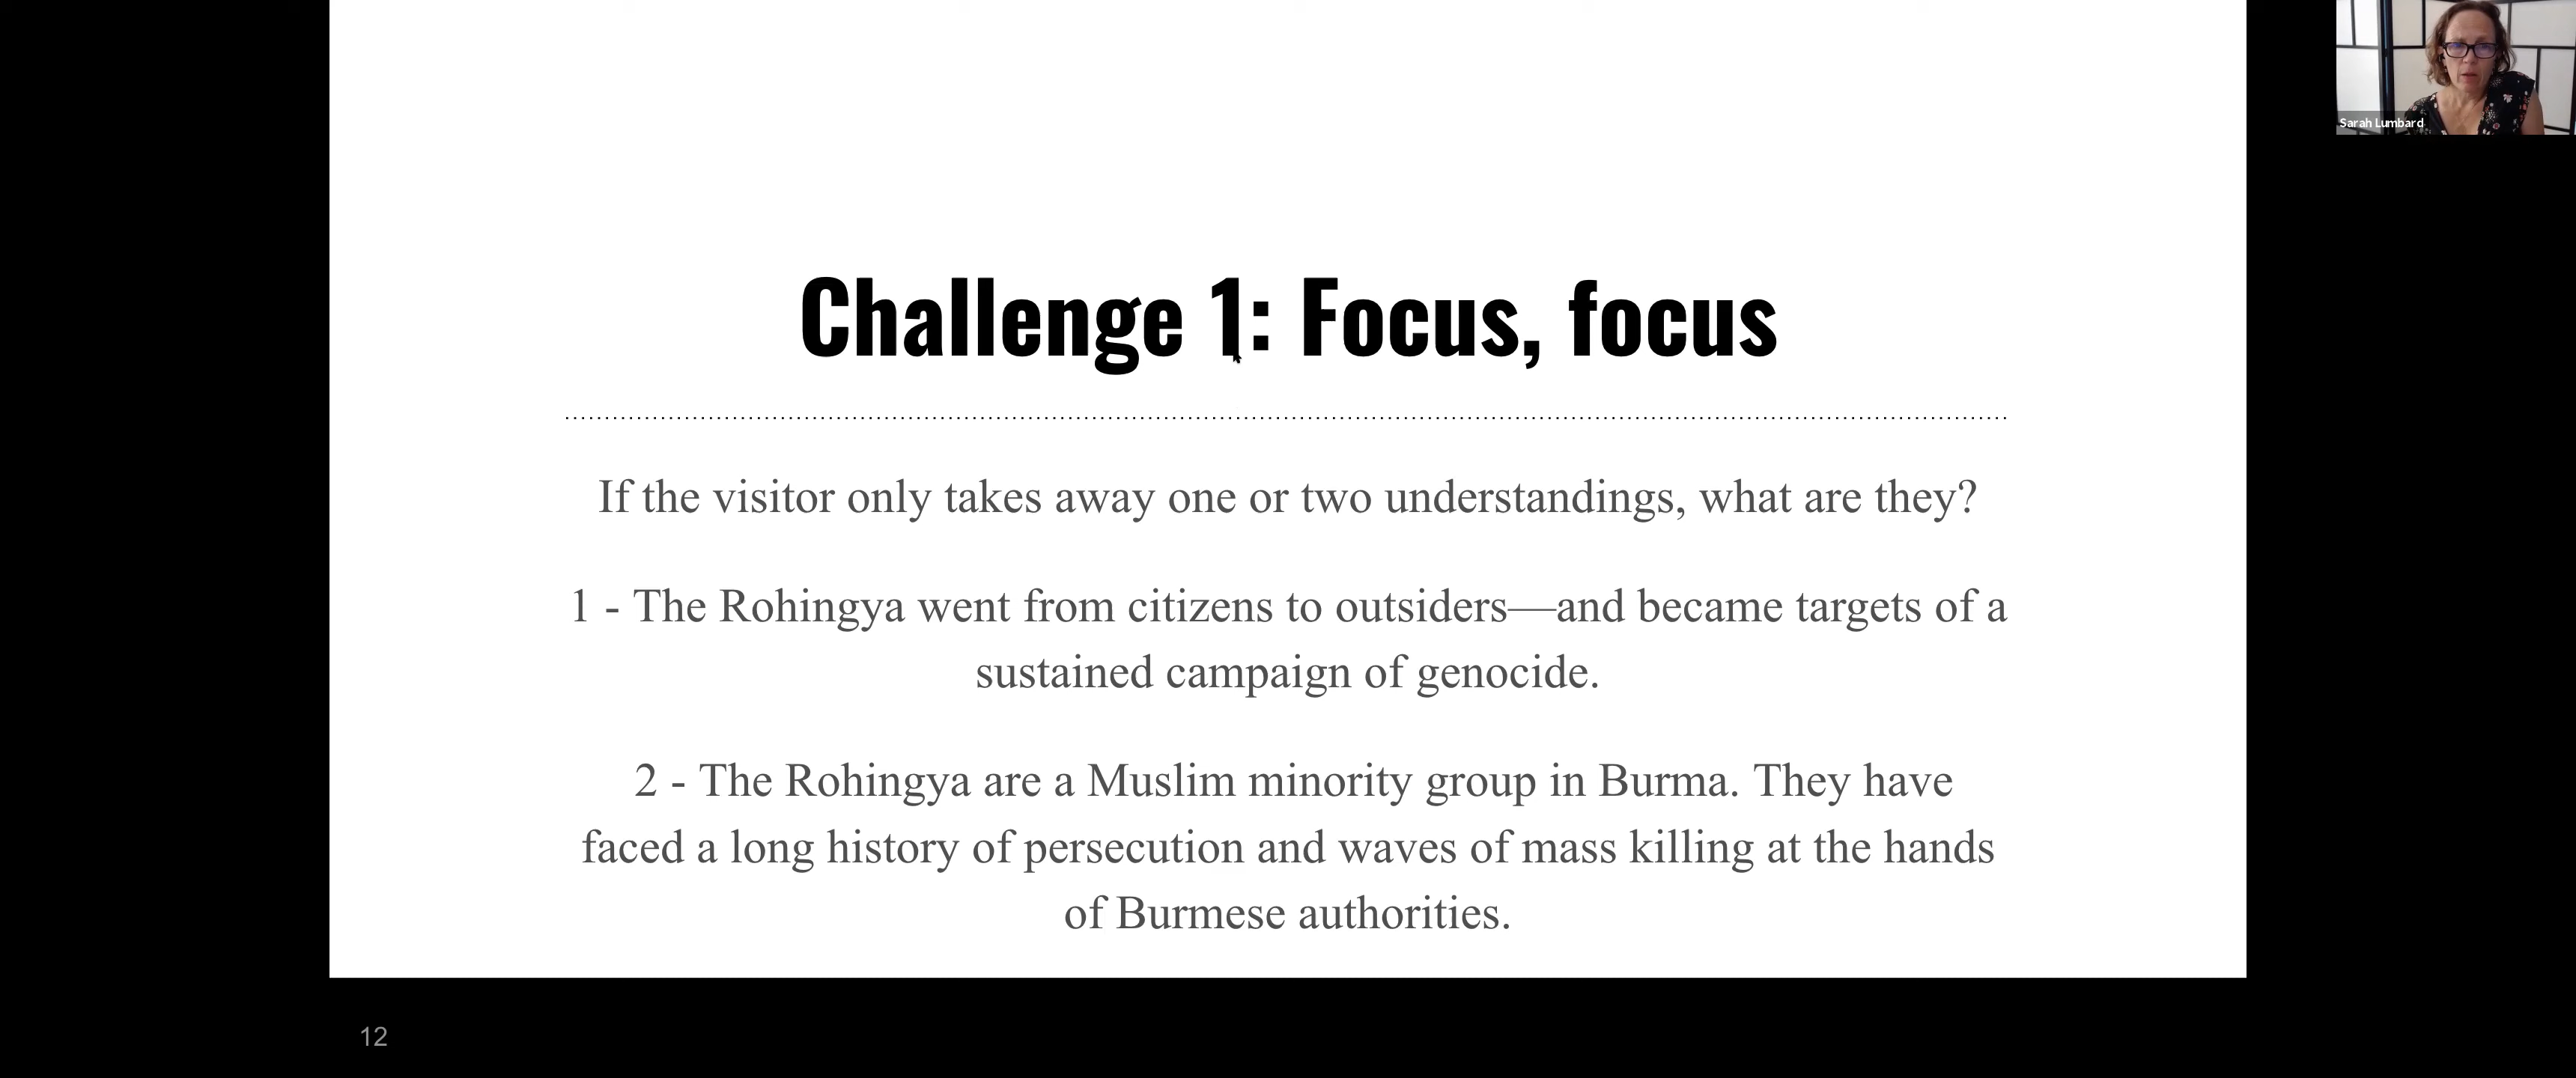 Sarah Lumbard
Challenge 1: Focus, focus
If the visitor only takes away one or two understandings, what are they?
1 - The Rohingya went from citizens to outsiders—and became targets of a
sustained campaign of genocide.
2 - The Rohingya are a Muslim minority group in Burma. They have
faced a long history of persecution and waves of mass killing at the hands
of Burmese authorities.
12